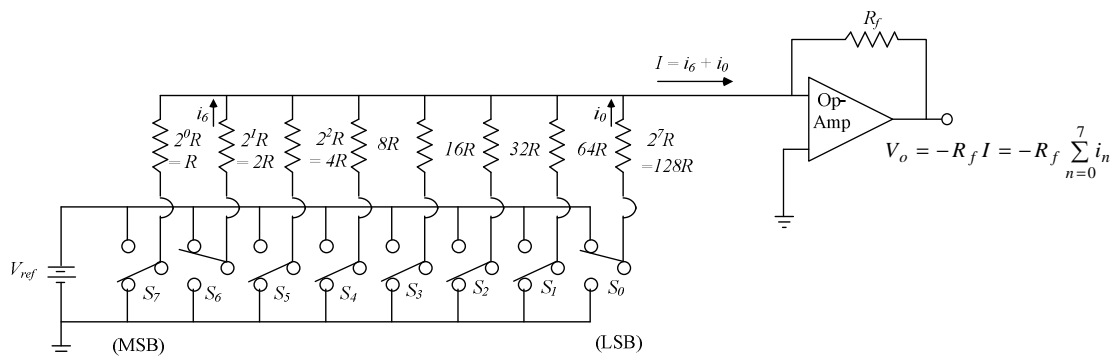 R_f
I = i_6 + i_0
i_6
i_0
Op-
Amp
2^0R
= R
2^1R
= 2R
2^2R
= 4R
8R
16R
32R
64R
2^7R
=128R
V_o = −R_f I = −R_f ∑_{n=0}^{7} i_n
V_ref
S_7
S_6
S_5
S_4
S_3
S_2
S_1
S_0
(MSB)
(LSB)